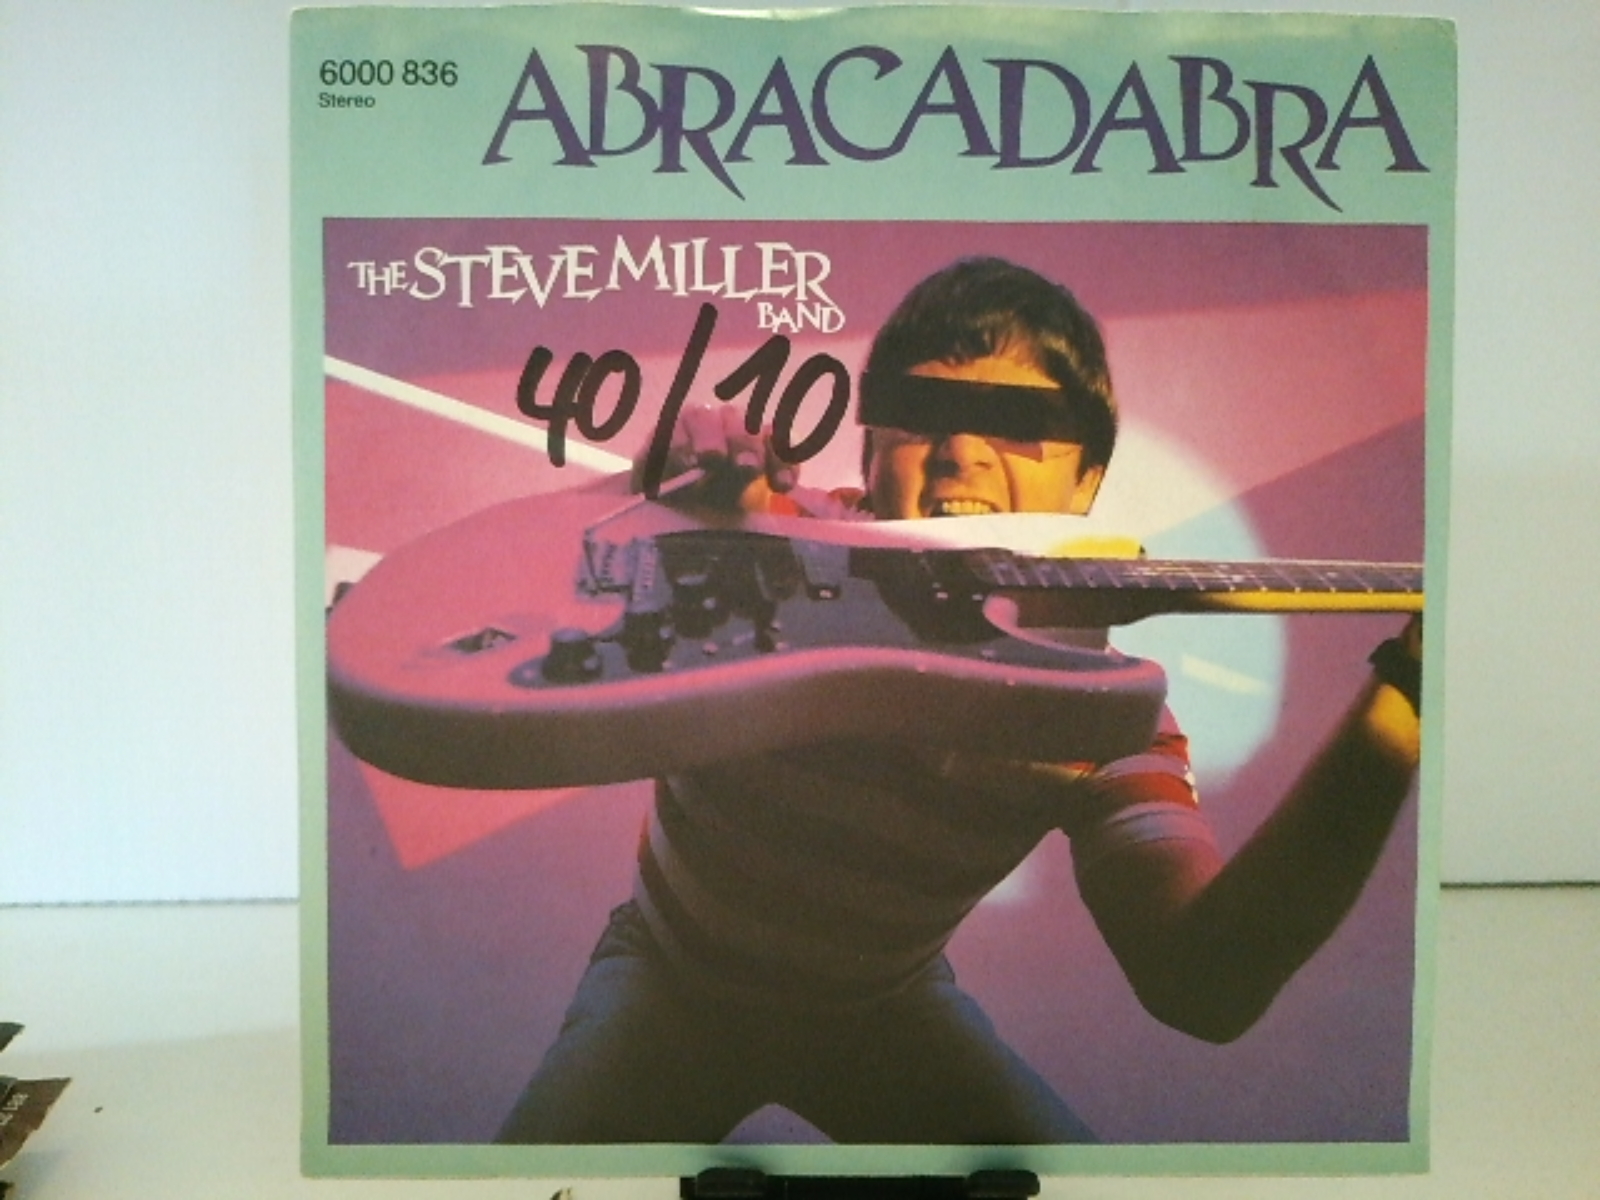 6000 836
Stereo
ABRACADABRA
THE STEVE MILLER
BAND
40/10